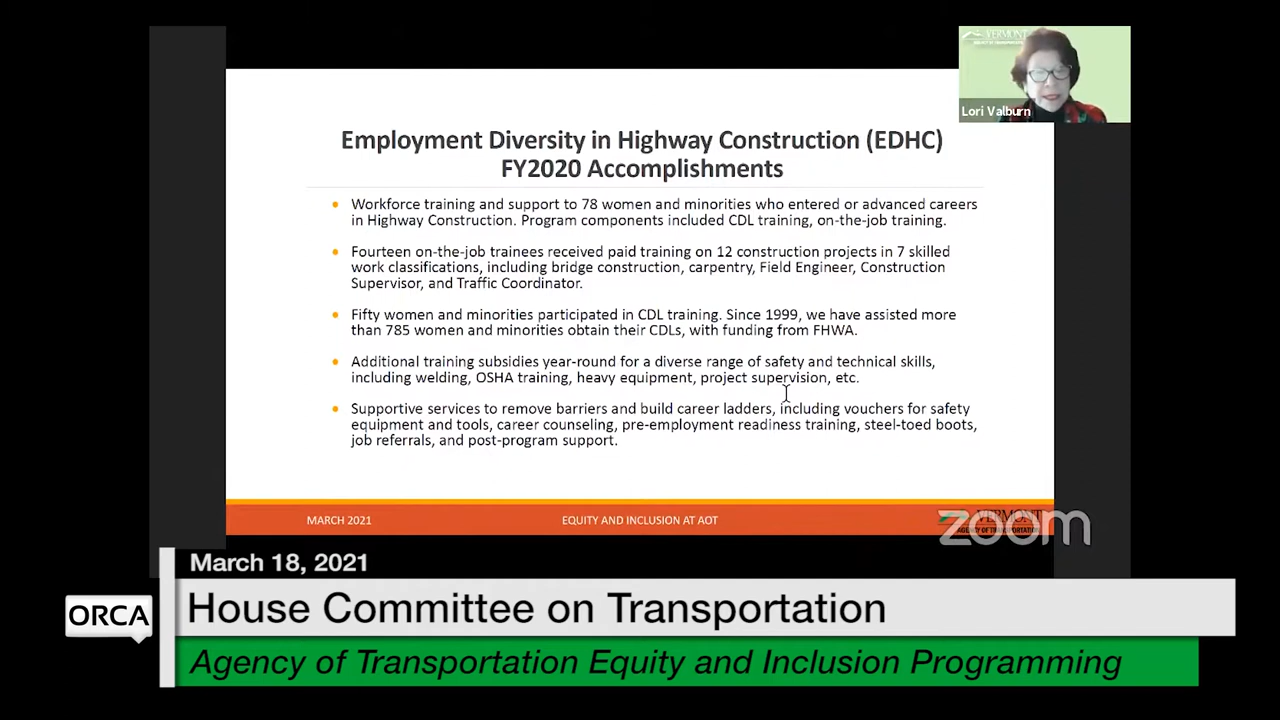 VERMONT
AGENCY OF TRANSPORTATION
Lori Valburn
Employment Diversity in Highway Construction (EDHC)
FY2020 Accomplishments
• Workforce training and support to 78 women and minorities who entered or advanced careers
in Highway Construction. Program components included CDL training, on-the-job training.
• Fourteen on-the-job trainees received paid training on 12 construction projects in 7 skilled
work classifications, including bridge construction, carpentry, Field Engineer, Construction
Supervisor, and Traffic Coordinator.
• Fifty women and minorities participated in CDL training. Since 1999, we have assisted more
than 785 women and minorities obtain their CDLs, with funding from FHWA.
• Additional training subsidies year-round for a diverse range of safety and technical skills,
including welding, OSHA training, heavy equipment, project supervision, etc.
• Supportive services to remove barriers and build career ladders, including vouchers for safety
equipment and tools, career counseling, pre-employment readiness training, steel-toed boots,
job referrals, and post-program support.
MARCH 2021
EQUITY AND INCLUSION AT AOT
VERMONT
AGENCY OF TRANSPORTATION
zoom
March 18, 2021
ORCA
House Committee on Transportation
Agency of Transportation Equity and Inclusion Programming